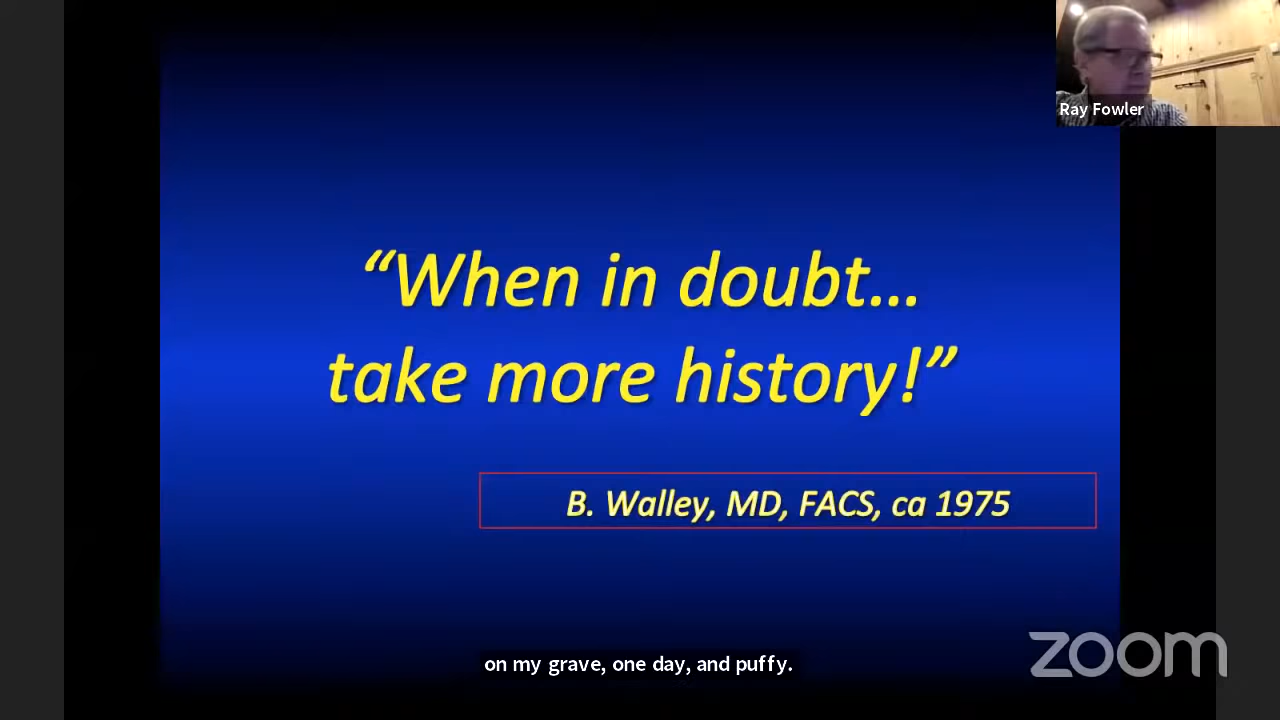 Ray Fowler
“When in doubt...
take more history!”
B. Walley, MD, FACS, ca 1975
on my grave, one day, and puffy.
zoom